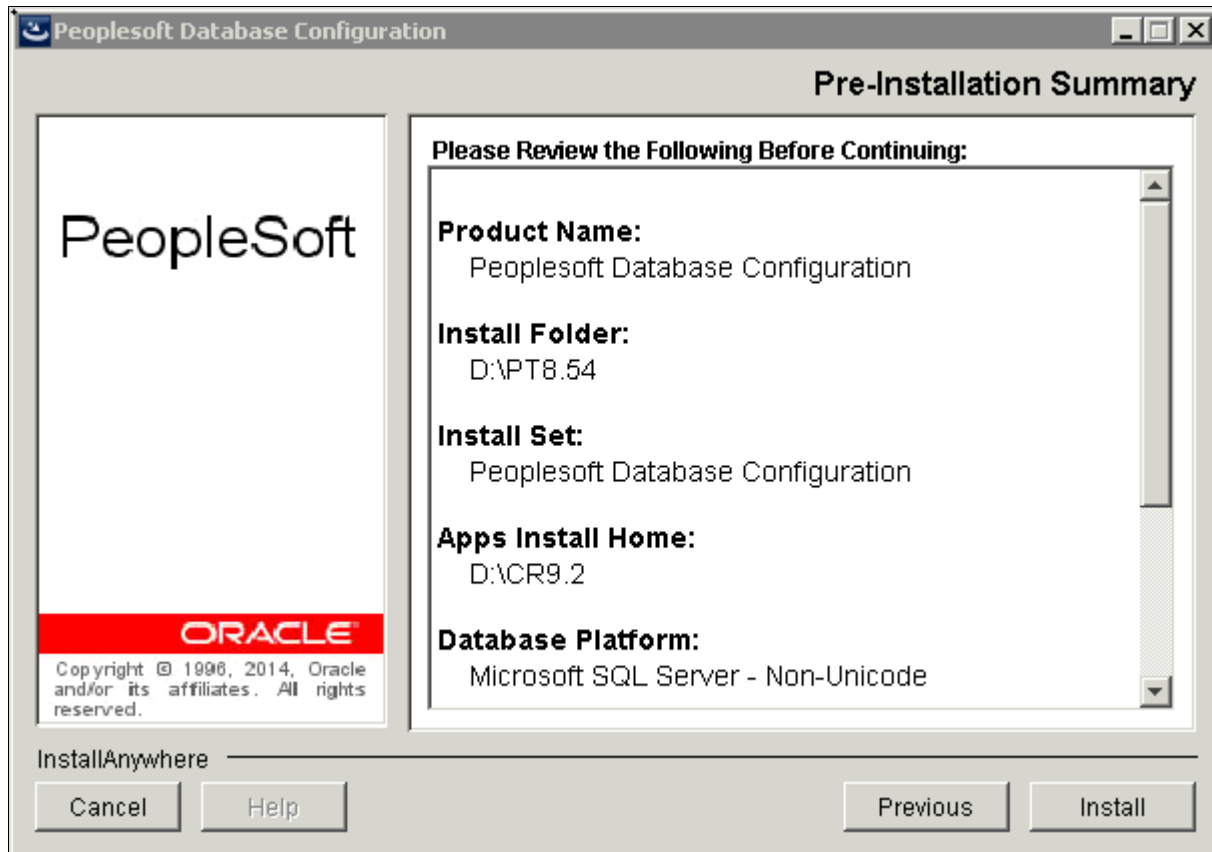 Peoplesoft Database Configuration
Pre-Installation Summary
PeopleSoft
ORACLE
Copyright © 1996, 2014, Oracle
and/or its affiliates. All rights
reserved.
Please Review the Following Before Continuing:
Product Name:
Peoplesoft Database Configuration
Install Folder:
D:\PT8.54
Install Set:
Peoplesoft Database Configuration
Apps Install Home:
D:\CR9.2
Database Platform:
Microsoft SQL Server - Non-Unicode
InstallAnywhere
Cancel
Help
Previous
Install